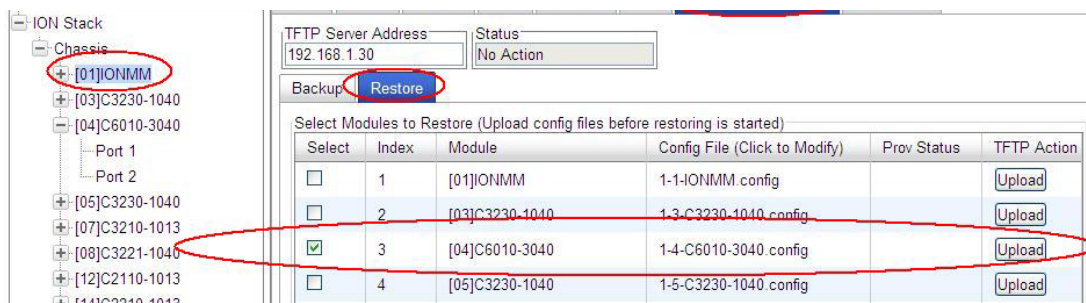 ION Stack
Chassis
[01]IONMM
[03]C3230-1040
[04]C6010-3040
Port 1
Port 2
[05]C3230-1040
[07]C3210-1013
[08]C3221-1040
[12]C2110-1013
TFTP Server Address
Status
192.168.1.30
No Action
Backup Restore
Select Modules to Restore (Upload config files before restoring is started)
Select Index Module Config File (Click to Modify) Prov Status TFTP Action
1 [01]IONMM 1-1-IONMM.config Upload
2 [03]C3230-1040 1-3-C3230-1040.config Upload
3 [04]C6010-3040 1-4-C6010-3040.config Upload
4 [05]C3230-1040 1-5-C3230-1040.config Upload